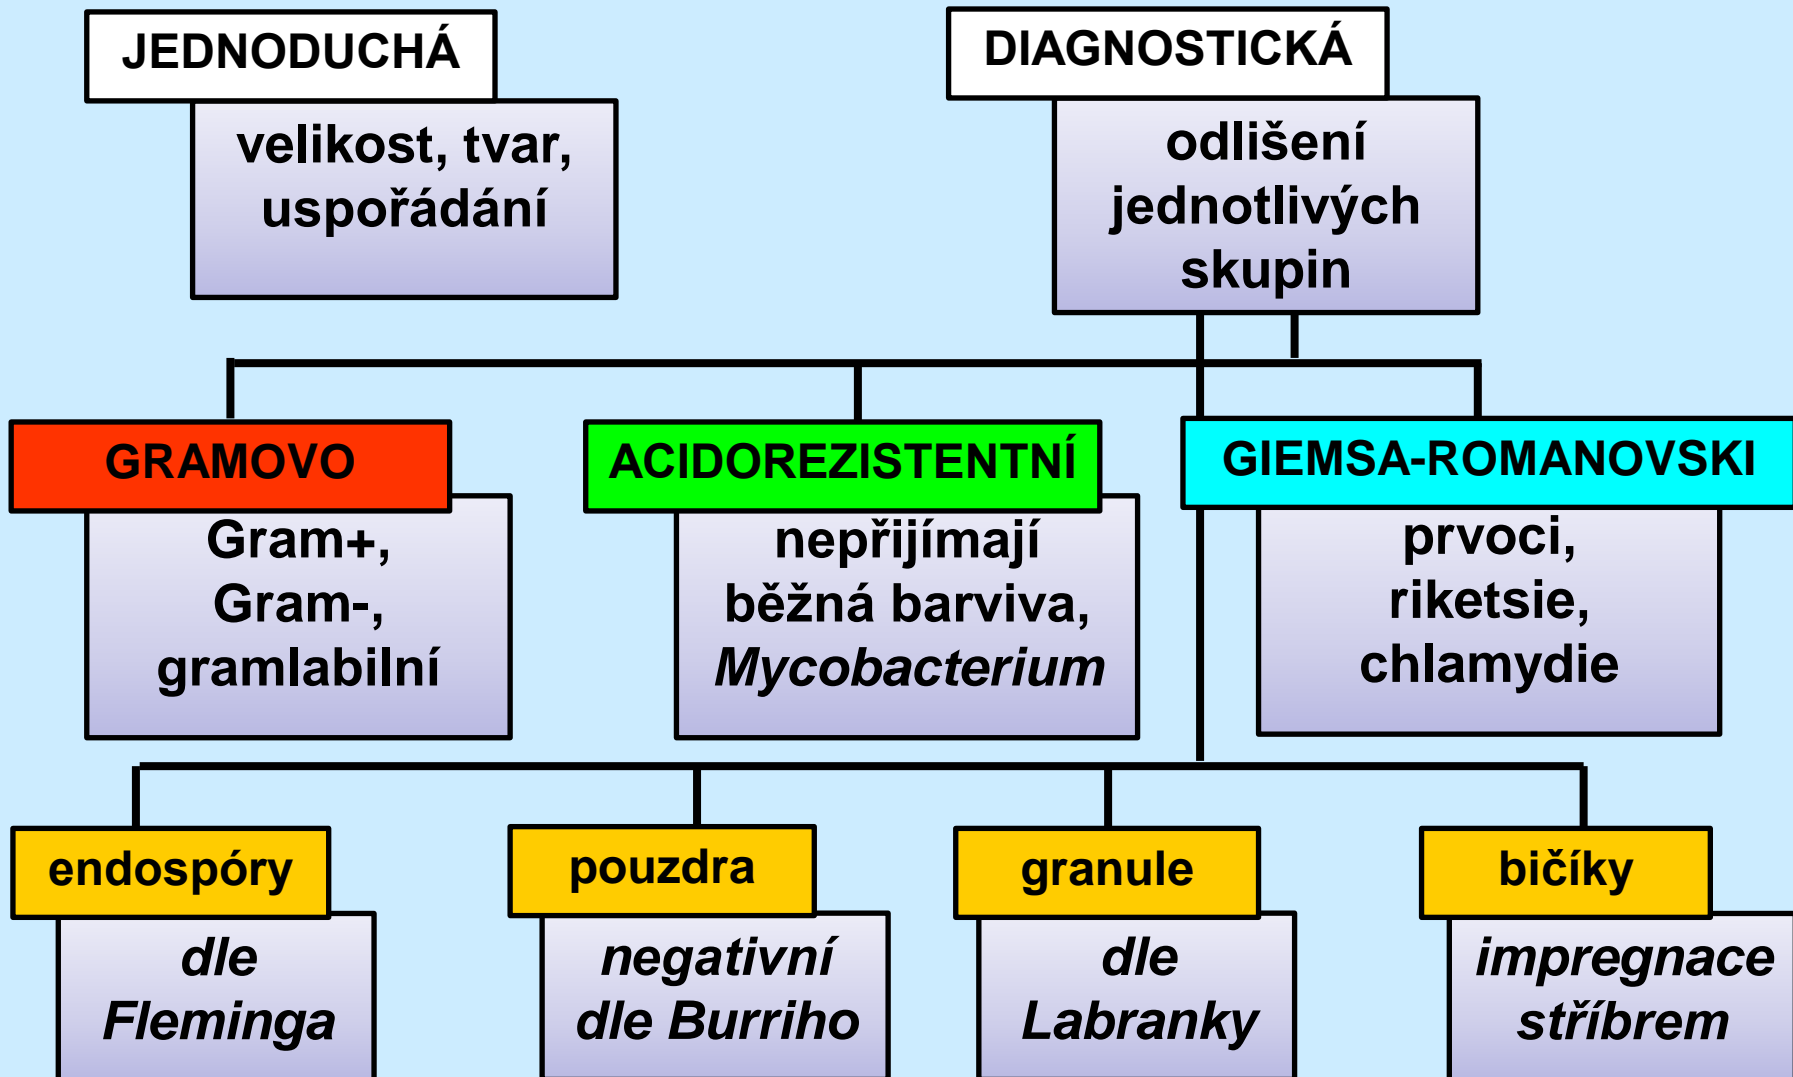 JEDNODUCHÁ
velikost, tvar,
uspořádání
DIAGNOSTICKÁ
odlišení
jednotlivých
skupin
GRAMOVO
Gram+,
Gram-,
gramlabilní
ACIDOREZISTENTNÍ
nepřijímají
běžná barviva,
Mycobacterium
GIEMSA-ROMANOVSKI
prvoci,
riketsie,
chlamydie
endospóry
dle
Fleminga
pouzdra
negativní
dle Burriho
granule
dle
Labranky
bičíky
impregnace
stříbrem